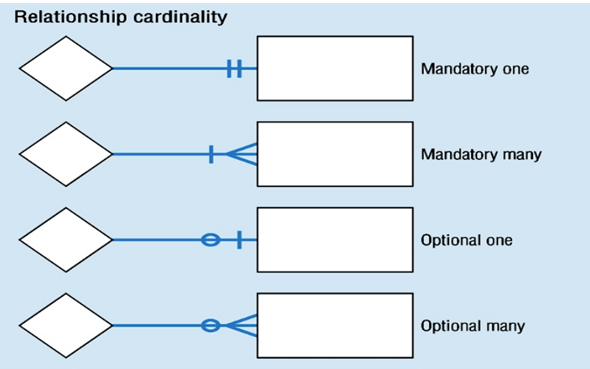 Relationship cardinality
Mandatory one
Mandatory many
Optional one
Optional many